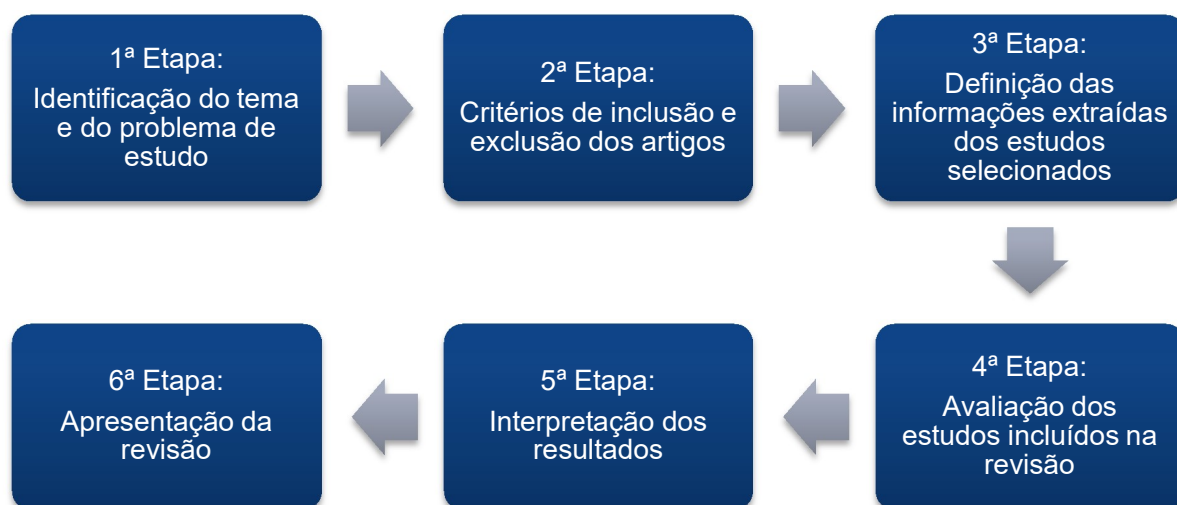 1ª Etapa:
Identificação do tema
e do problema de
estudo
2ª Etapa:
Critérios de inclusão e
exclusão dos artigos
3ª Etapa:
Definição das
informações extraídas
dos estudos
selecionados
4ª Etapa:
Avaliação dos
estudos incluídos na
revisão
5ª Etapa:
Interpretação dos
resultados
6ª Etapa:
Apresentação da
revisão